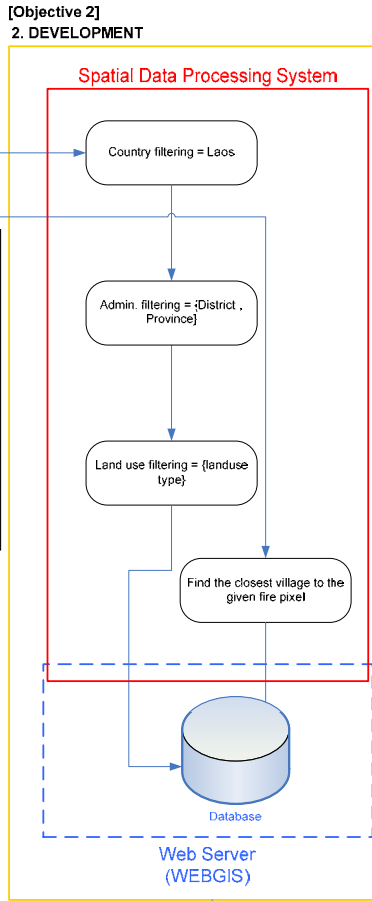 [Objective 2]
2. DEVELOPMENT
Spatial Data Processing System
Country filtering = Laos
Admin. filtering = {District ,
Province}
Land use filtering = {landuse
type}
Find the closest village to the
given fire pixel
Database
Web Server
(WEBGIS)